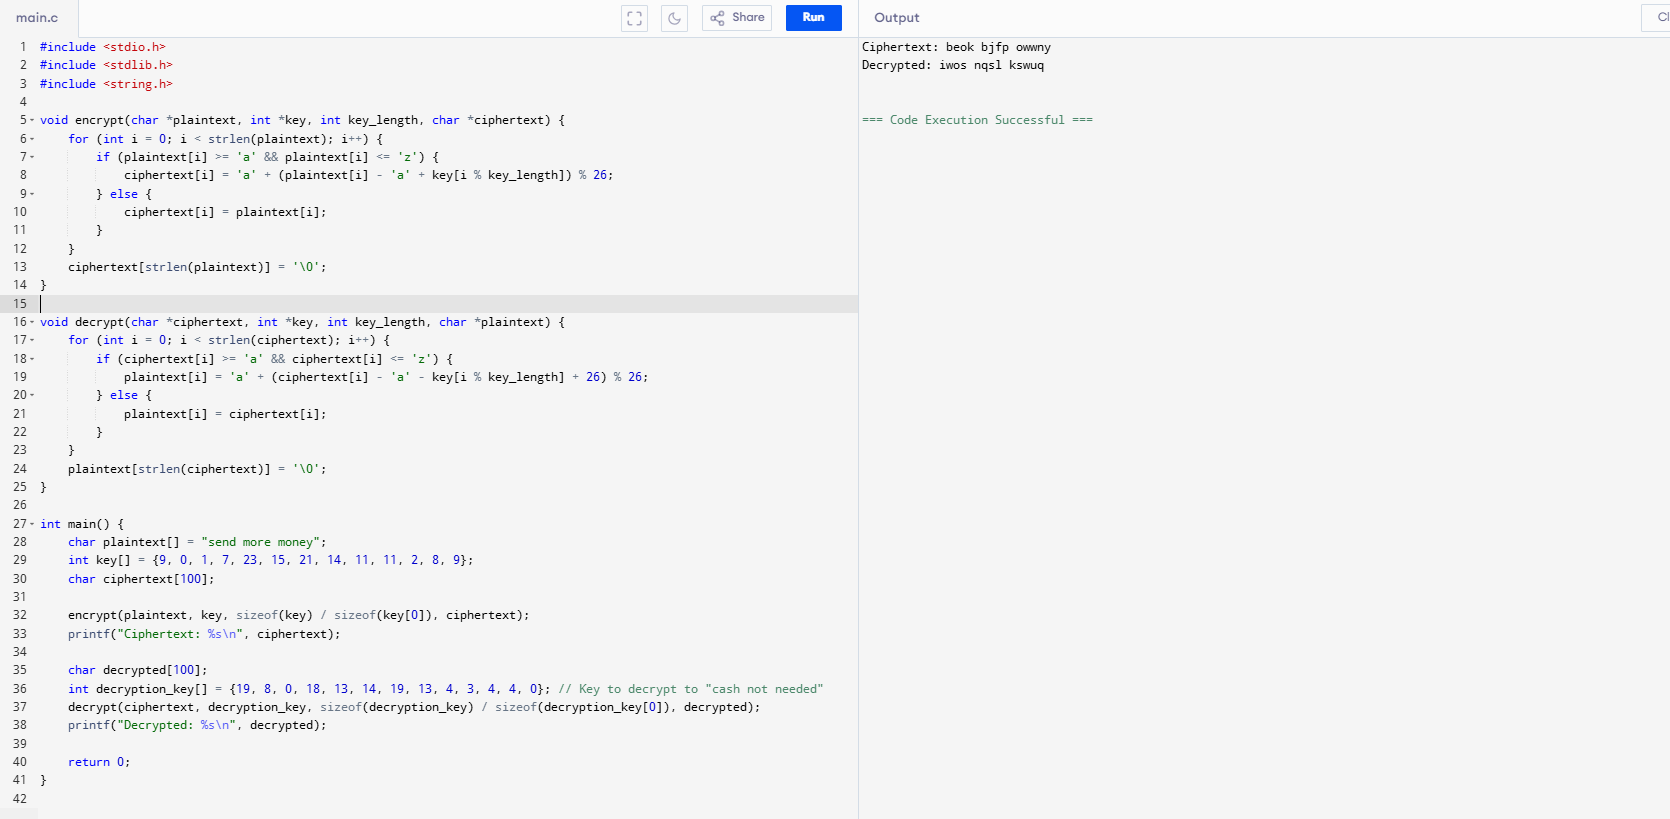 main.c
Share
Run
Output
Cl
1 #include <stdio.h>
2 #include <stdlib.h>
3 #include <string.h>
4
5 void encrypt(char *plaintext, int *key, int key_length, char *ciphertext) {
6     for (int i = 0; i < strlen(plaintext); i++) {
7         if (plaintext[i] >= 'a' && plaintext[i] <= 'z') {
8             ciphertext[i] = 'a' + (plaintext[i] - 'a' + key[i % key_length]) % 26;
9         } else {
10             ciphertext[i] = plaintext[i];
11         }
12     }
13     ciphertext[strlen(plaintext)] = '\0';
14 }
15
16 void decrypt(char *ciphertext, int *key, int key_length, char *plaintext) {
17     for (int i = 0; i < strlen(ciphertext); i++) {
18         if (ciphertext[i] >= 'a' && ciphertext[i] <= 'z') {
19             plaintext[i] = 'a' + (ciphertext[i] - 'a' - key[i % key_length] + 26) % 26;
20         } else {
21             plaintext[i] = ciphertext[i];
22         }
23     }
24     plaintext[strlen(ciphertext)] = '\0';
25 }
26
27 int main() {
28     char plaintext[] = "send more money";
29     int key[] = {9, 0, 1, 7, 23, 15, 21, 14, 11, 11, 2, 8, 9};
30     char ciphertext[100];
31
32     encrypt(plaintext, key, sizeof(key) / sizeof(key[0]), ciphertext);
33     printf("Ciphertext: %s\n", ciphertext);
34
35     char decrypted[100];
36     int decryption_key[] = {19, 8, 0, 18, 13, 14, 19, 13, 4, 3, 4, 4, 0}; // Key to decrypt to "cash not needed"
37     decrypt(ciphertext, decryption_key, sizeof(decryption_key) / sizeof(decryption_key[0]), decrypted);
38     printf("Decrypted: %s\n", decrypted);
39
40     return 0;
41 }
42
Ciphertext: beok bjfp owwny
Decrypted: iwos nqsl kswuq
=== Code Execution Successful ===